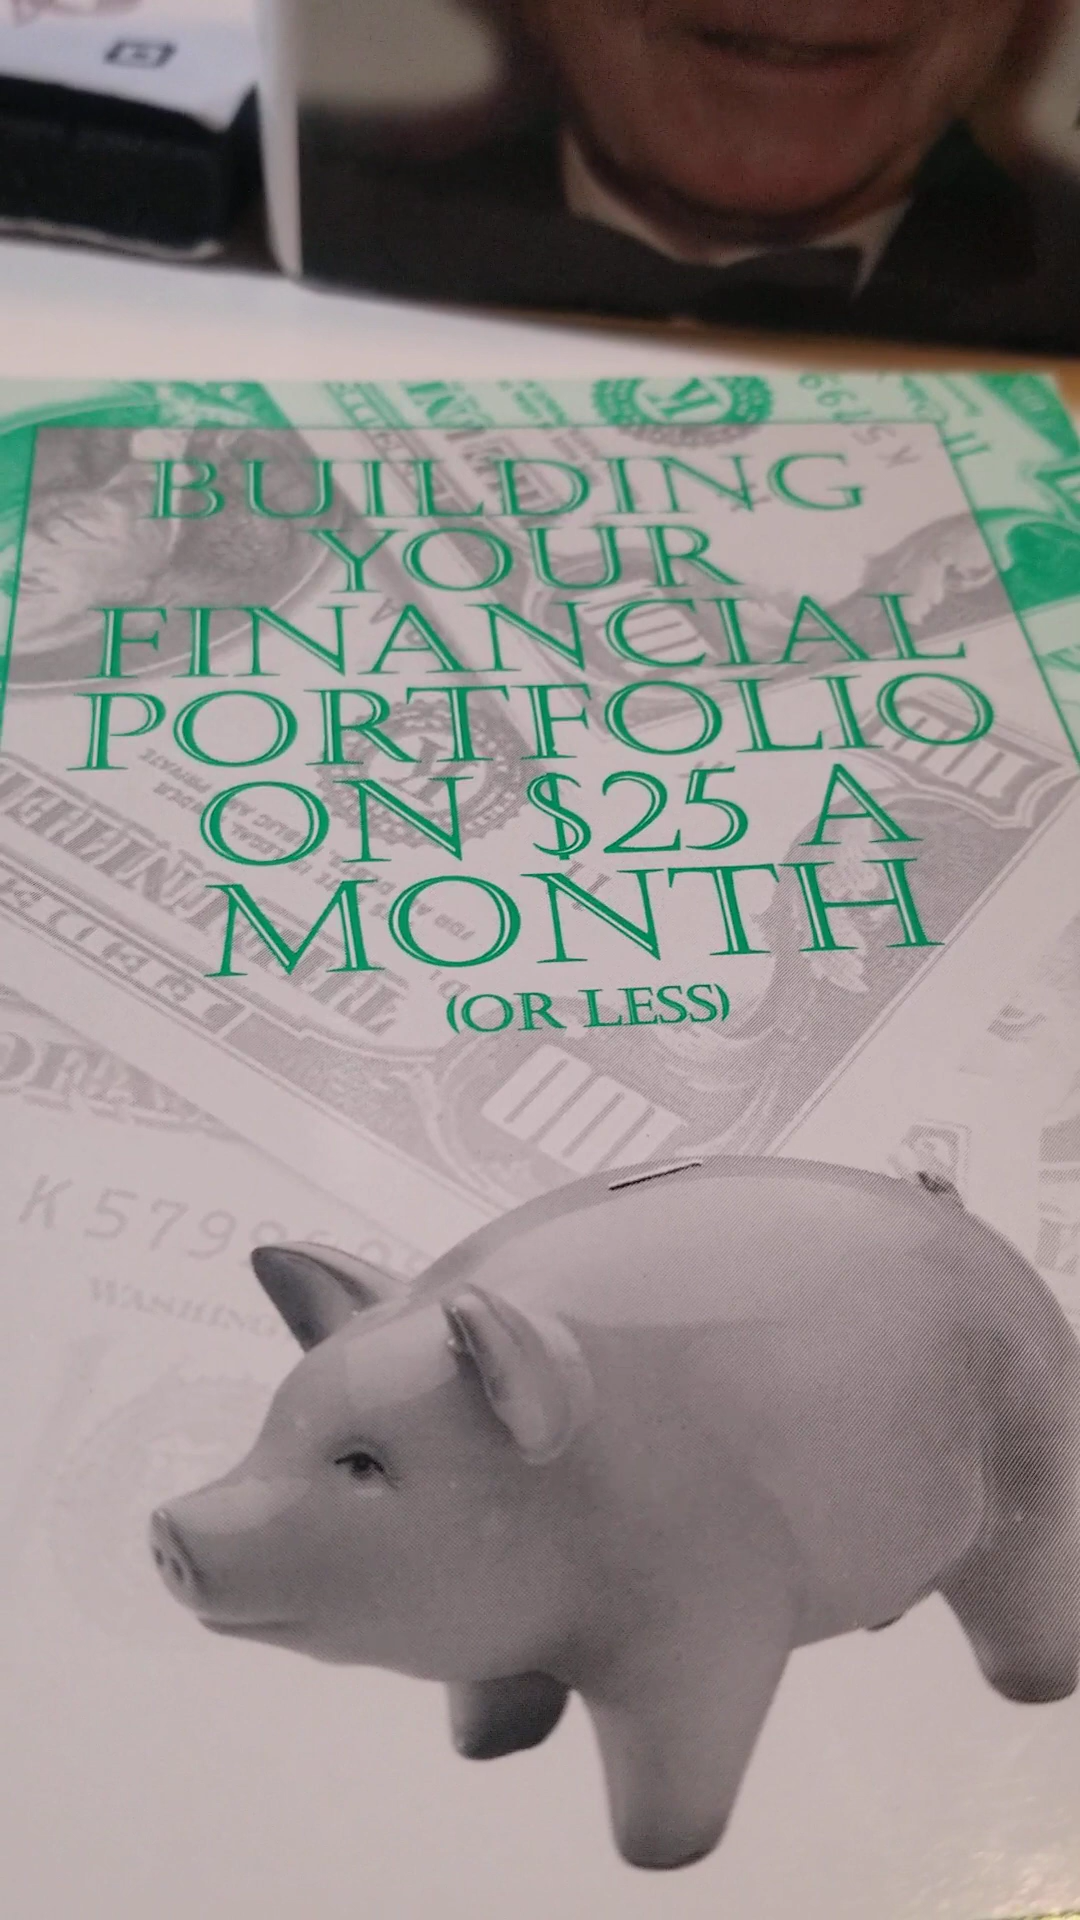 BUILDING
YOUR
FINANCIAL
PORTFOLIO
ON $25 A
MONTH
(OR LESS)
K 5799
WASHING